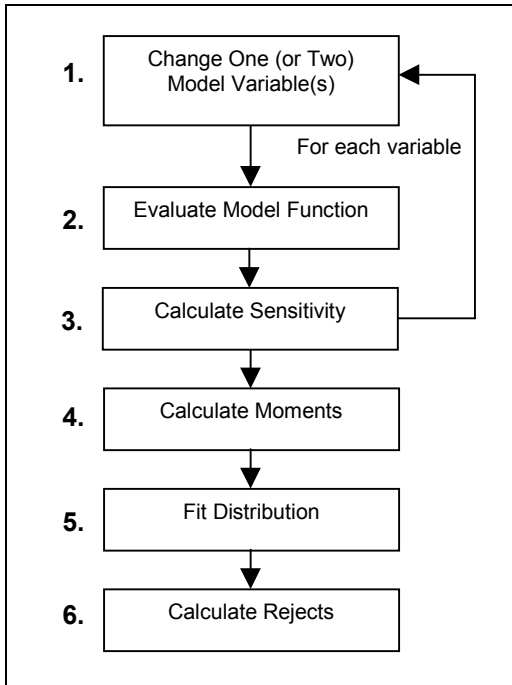 1.
Change One (or Two)
Model Variable(s)
For each variable
2.
Evaluate Model Function
3.
Calculate Sensitivity
4.
Calculate Moments
5.
Fit Distribution
6.
Calculate Rejects